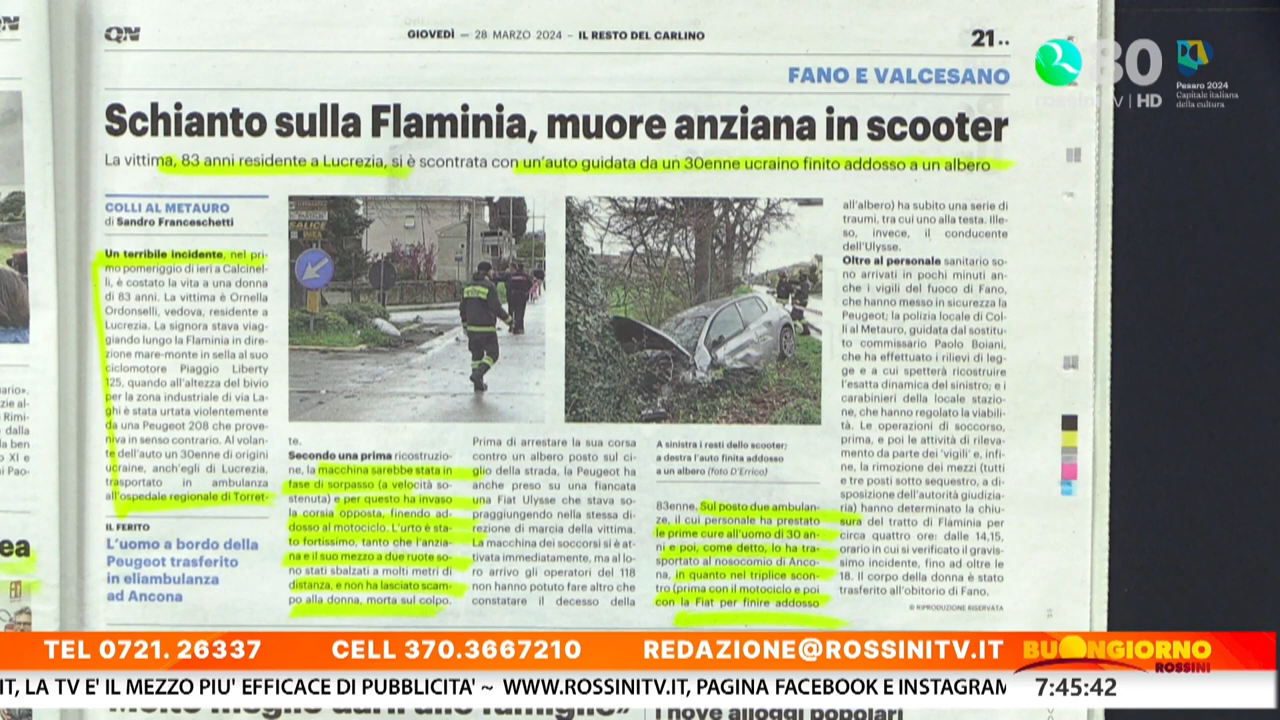 QN
GIOVEDÌ — 28 MARZO 2024 – IL RESTO DEL CARLINO
21..
FANO E VALCESANO
80
rossini TV | HD
Pesaro 2024
Capitale italiana
della cultura
Schianto sulla Flaminia, muore anziana in scooter
La vittima, 83 anni residente a Lucrezia, si è scontrata con un'auto guidata da un 30enne ucraino finito addosso a un albero
COLLI AL METAURO
di Sandro Franceschetti
Un terribile incidente, nel pri-
mo pomeriggio di ieri a Calcinel-
li, è costato la vita a una donna
di 83 anni. La vittima è Ornella
Ordonselli, vedova, residente a
Lucrezia. La signora stava viag-
giando lungo la Flaminia in dire-
zione mare-monte in sella al suo
ciclomotore Piaggio Liberty
125, quando all'altezza del bivio
per la zona industriale di via La-
ghi è stata urtata violentemente
da una Peugeot 208 che prove-
niva in senso contrario. Al volan-
te dell'auto un 30enne di origini
ucraine, anch'egli di Lucrezia,
trasportato in ambulanza
all'ospedale regionale di Torret-
IL FERITO
L'uomo a bordo della
Peugeot trasferito
in eliambulanza
ad Ancona
te.
Secondo una prima ricostruzio-
ne, la macchina sarebbe stata in
fase di sorpasso (a velocità so-
stenuta) e per questo ha invaso
la corsia opposta, finendo ad-
dosso al motociclo. L'urto è sta-
to fortissimo, tanto che l'anzia-
na e il suo mezzo a due ruote so-
no stati sbalzati a molti metri di
distanza, e non ha lasciato scam-
po alla donna, morta sul colpo.
Prima di arrestare la sua corsa
contro un albero posto sul ci-
glio della strada, la Peugeot ha
anche preso su una fiancata
una Fiat Ulysse che stava so-
praggiungendo nella stessa di-
rezione di marcia della vittima.
La macchina dei soccorsi si è at-
tivata immediatamente, ma al lo-
ro arrivo gli operatori del 118
non hanno potuto fare altro che
constatare il decesso della
A sinistra i resti dello scooter;
a destra l'auto finita addosso
a un albero (foto D'Errico)
83enne. Sul posto due ambulan-
ze, il cui personale ha prestato
le prime cure all'uomo di 30 an-
ni e poi, come detto, lo ha tra-
sportato al nosocomio di Anco-
na, in quanto nel triplice scon-
tro (prima con il motociclo e poi
con la Fiat per finire addosso
all'albero) ha subito una serie di
traumi, tra cui uno alla testa. Ille-
so, invece, il conducente
dell'Ulysse.
Oltre al personale sanitario so-
no arrivati in pochi minuti an-
che i vigili del fuoco di Fano,
che hanno messo in sicurezza la
Peugeot; la polizia locale di Col-
li al Metauro, guidata dal sostitu-
to commissario Paolo Boiani,
che ha effettuato i rilievi di leg-
ge e a cui spetterà ricostruire
l'esatta dinamica del sinistro; e i
carabinieri della locale stazio-
ne, che hanno regolato la viabili-
tà. Le operazioni di soccorso,
prima, e poi le attività di rileva-
mento da parte dei 'vigili' e, infi-
ne, la rimozione dei mezzi (tutti
e tre posti sotto sequestro, a di-
sposizione dell'autorità giudizia-
ria) hanno determinato la chiu-
sura del tratto di Flaminia per
circa quattro ore: dalle 14,15,
orario in cui si verificato il gravis-
simo incidente, fino ad oltre le
18. Il corpo della donna è stato
trasferito all'obitorio di Fano.
© RIPRODUZIONE RISERVATA
TEL 0721. 26337
CELL 370.3667210
REDAZIONE@ROSSINITV.IT
BUONGIORNO
ROSSINI
IT, LA TV E' IL MEZZO PIU' EFFICACE DI PUBBLICITA' ~ WWW.ROSSINITV.IT, PAGINA FACEBOOK E INSTAGRAM
7:45:42